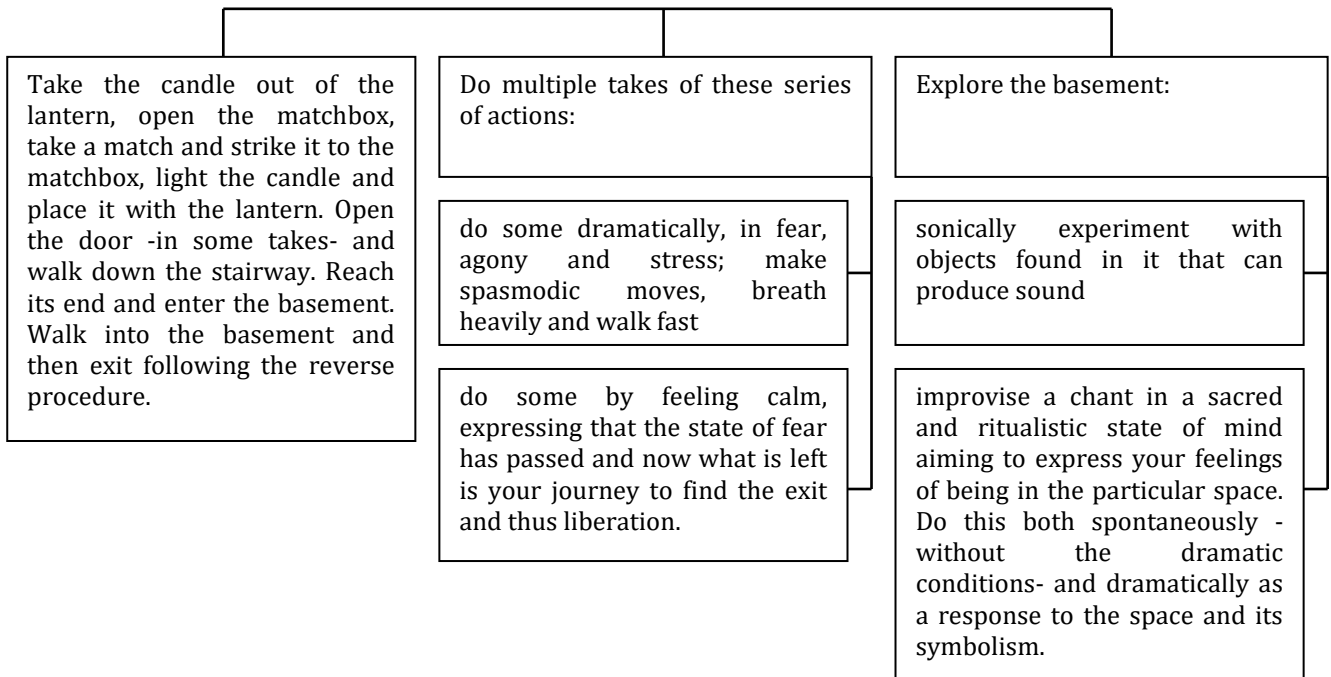 Take the candle out of the
lantern, open the matchbox,
take a match and strike it to the
matchbox, light the candle and
place it with the lantern. Open
the door -in some takes- and
walk down the stairway. Reach
its end and enter the basement.
Walk into the basement and
then exit following the reverse
procedure.
Do multiple takes of these series
of actions:
do some dramatically, in fear,
agony and stress; make
spasmodic moves, breath
heavily and walk fast
do some by feeling calm,
expressing that the state of fear
has passed and now what is left
is your journey to find the exit
and thus liberation.
Explore the basement:
sonically experiment with
objects found in it that can
produce sound
improvise a chant in a sacred
and ritualistic state of mind
aiming to express your feelings
of being in the particular space.
Do this both spontaneously -
without the dramatic
conditions- and dramatically as
a response to the space and its
symbolism.